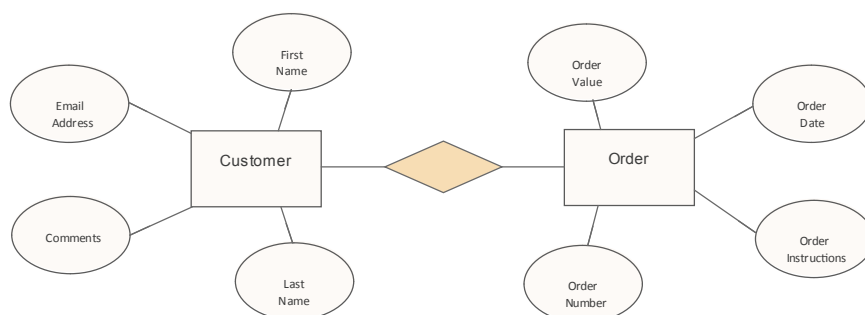 First
Name
Order
Value
Email
Address
Order
Date
Customer
Order
Comments
Order
Instructions
Last
Name
Order
Number